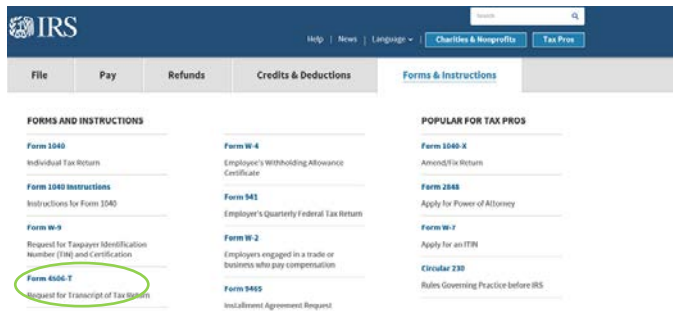 IRS
Search
Help | News | Language | Charities & Nonprofits Tax Pros
File Pay Refunds Credits & Deductions Forms & Instructions
FORMS AND INSTRUCTIONS
Form 1040
Individual Tax Return
Form 1040 Instructions
Instructions for Form 1040
Form W-9
Request for Taxpayer Identification
Number (TIN) and Certification
Form 4506-T
Request for Transcript of Tax Return
Form W-4
Employee's Withholding Allowance
Certificate
Form 941
Employer's Quarterly Federal Tax Return
Form W-2
Employers engaged in a trade or
business who pay compensation
Form 9465
Installment Agreement Request
POPULAR FOR TAX PROS
Form 1040-X
Amend/Fix Return
Form 2848
Apply for Power of Attorney
Form W-7
Apply for an ITIN
Circular 230
Rules Governing Practice before IRS